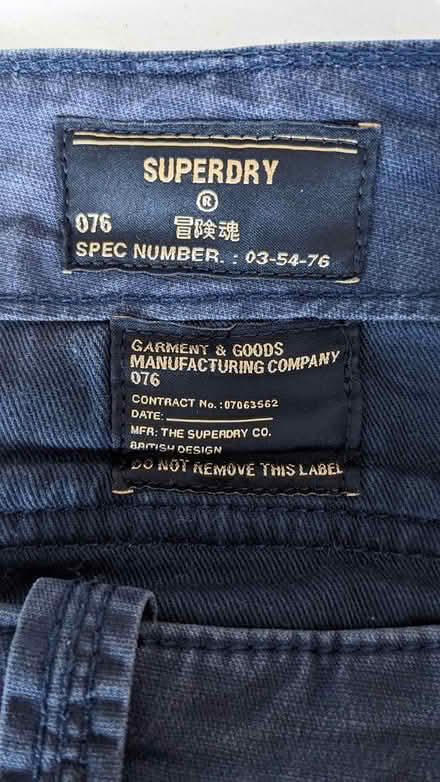 SUPERDRY
®
076 冒険魂
SPEC NUMBER. : 03-54-76
GARMENT & GOODS
MANUFACTURING COMPANY
076
CONTRACT No.:07063562
DATE:
MFR: THE SUPERDRY CO.
BRITISH DESIGN
DO NOT REMOVE THIS LABEL